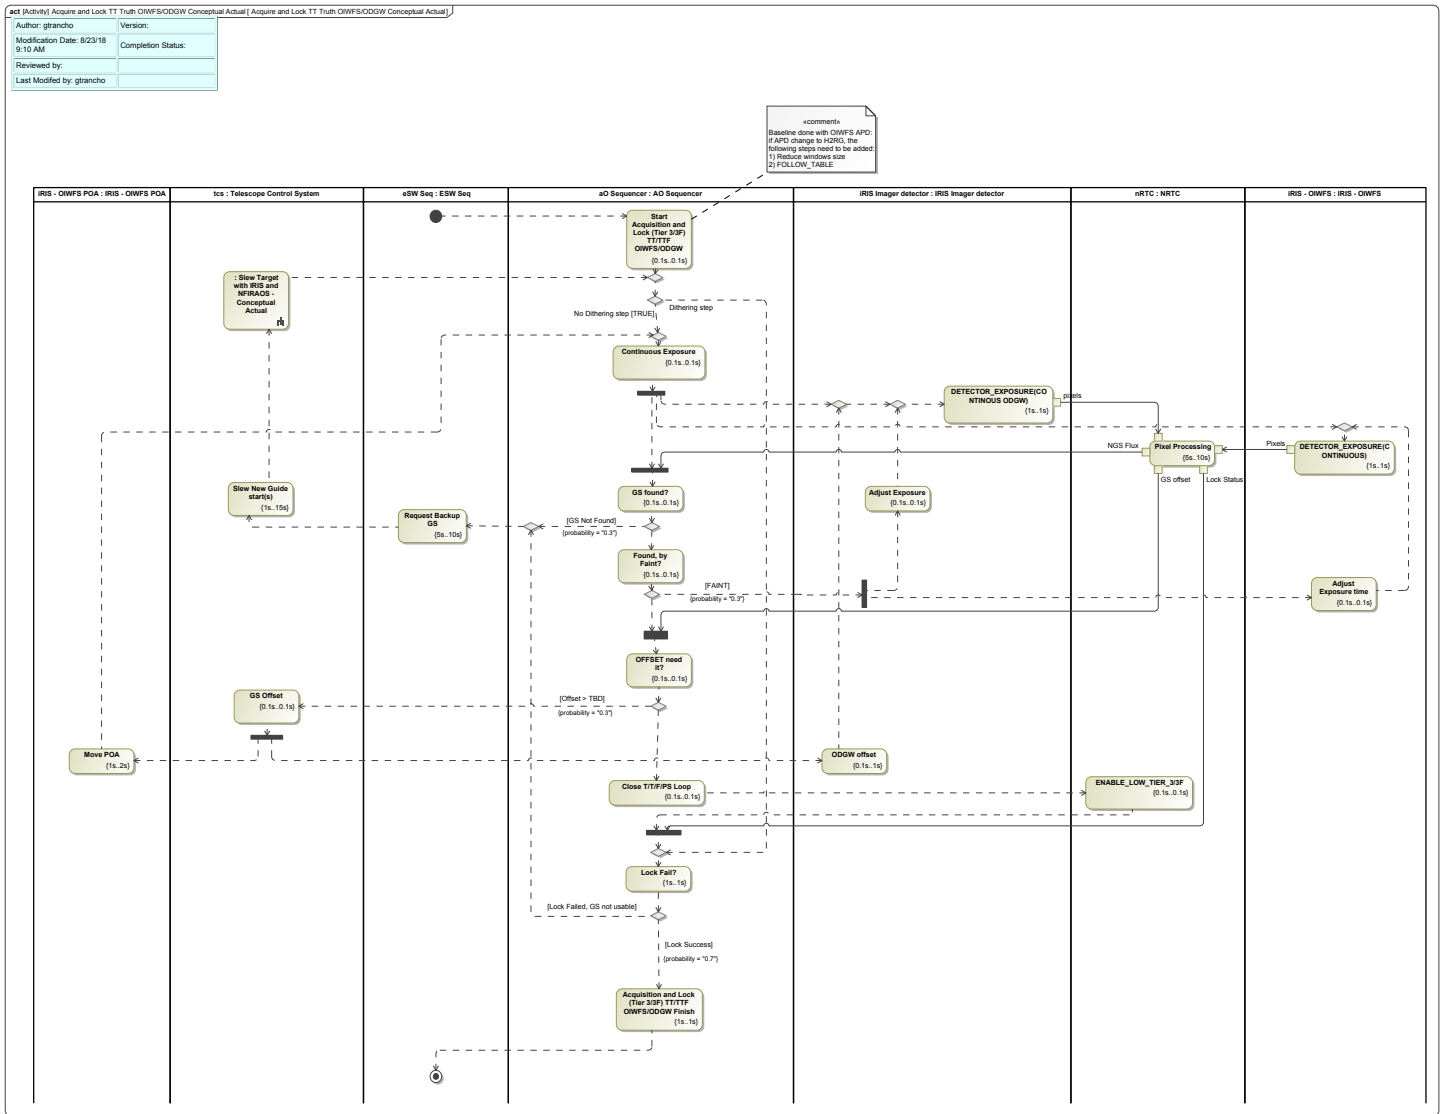 act [Activity] Acquire and Lock TT Truth OIWFS/ODGW Conceptual Actual [ Acquire and Lock TT Truth OIWFS/ODGW Conceptual Actual]
Author: gtrancho
Version:
Modification Date: 8/23/18
9:10 AM
Completion Status:
Reviewed by:
Last Modifed by: gtrancho
«comment»
Baseline done with OIWFS APD:
if APD change to H2RG, the
following steps need to be added:
1) Reduce windows size
2) FOLLOW_TABLE
iRIS - OIWFS POA : IRIS - OIWFS POA
tcs : Telescope Control System
eSW Seq : ESW Seq
aO Sequencer : AO Sequencer
iRIS Imager detector : IRIS Imager detector
nRTC : NRTC
iRIS - OIWFS : IRIS - OIWFS
Start
Acquisition and
Lock (Tier 3/3F)
TT/TTF
OIWFS/ODGW
{0.1s..0.1s}
: Slew Target
with IRIS and
NFIRAOS -
Conceptual
Actual
Dithering step
No Dithering step [TRUE]
Continuous Exposure
{0.1s..0.1s}
DETECTOR_EXPOSURE(CO
NTINOUS ODGW)
{1s..1s}
pixels
NGS Flux
Pixel Processing
{5s..10s}
Pixels
DETECTOR_EXPOSURE(C
ONTINUOUS)
{1s..1s}
GS offset
Lock Status
Slew New Guide
start(s)
{1s..15s}
GS found?
{0.1s..0.1s}
Adjust Exposure
{0.1s..0.1s}
Request Backup
GS
{5s..10s}
[GS Not Found]
{probability = "0.3"}
Found, by
Faint?
{0.1s..0.1s}
[FAINT]
{probability = "0.3"}
Adjust
Exposure time
{0.1s..0.1s}
OFFSET need
it?
{0.1s..0.1s}
GS Offset
{0.1s..0.1s}
[Offset > TBD]
{probability = "0.3"}
Move POA
{1s..2s}
ODGW offset
{0.1s..1s}
Close T/T/F/PS Loop
{0.1s..0.1s}
ENABLE_LOW_TIER_3/3F
{0.1s..0.1s}
Lock Fail?
{1s..1s}
[Lock Failed, GS not usable]
[Lock Success]
{probability = "0.7"}
Acquisition and Lock
(Tier 3/3F) TT/TTF
OIWFS/ODGW Finish
{1s..1s}